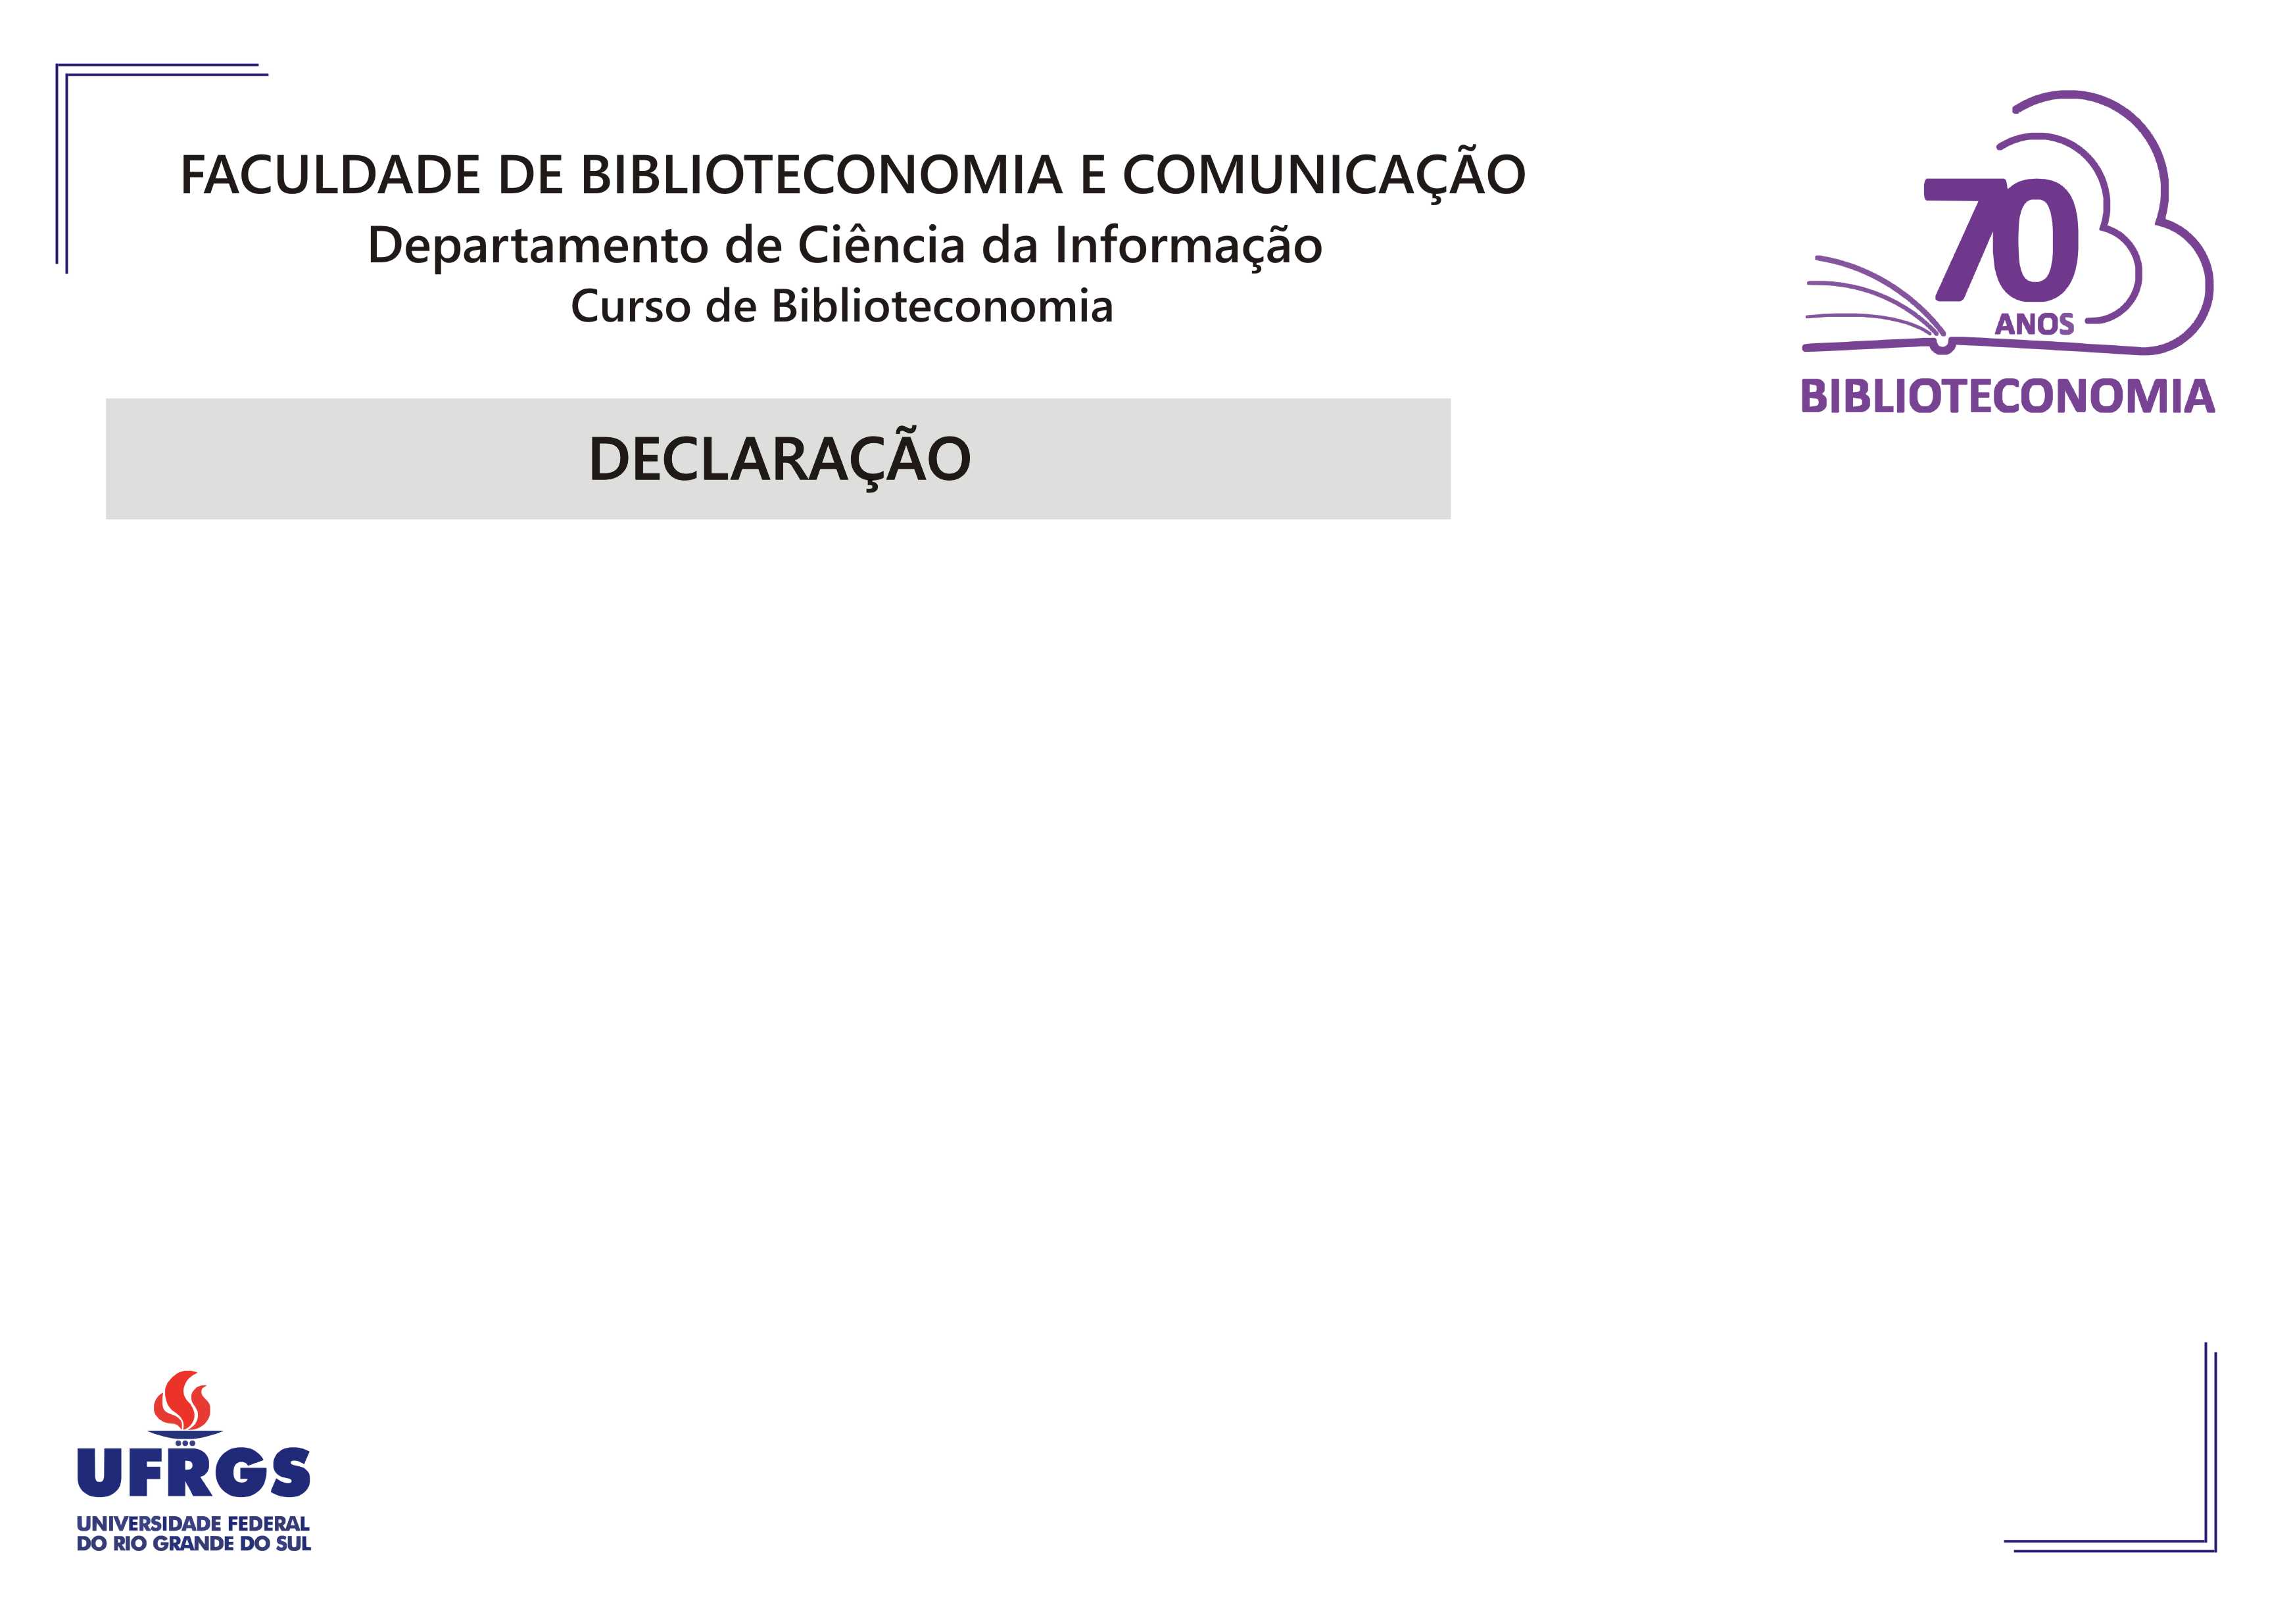 FACULDADE DE BIBLIOTECONOMIA E COMUNICAÇÃO
Departamento de Ciência da Informação
Curso de Biblioteconomia
70
ANOS
BIBLIOTECONOMIA
DECLARAÇÃO
UFRGS
UNIVERSIDADE FEDERAL
DO RIO GRANDE DO SUL